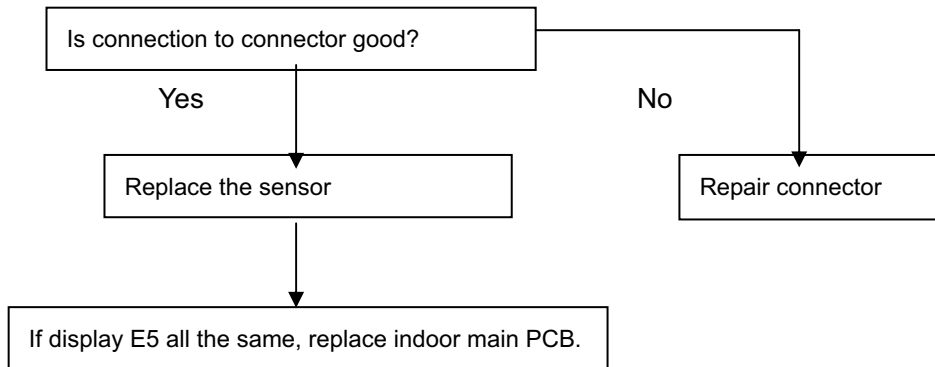 Is connection to connector good?
Yes
No
Replace the sensor
Repair connector
If display E5 all the same, replace indoor main PCB.